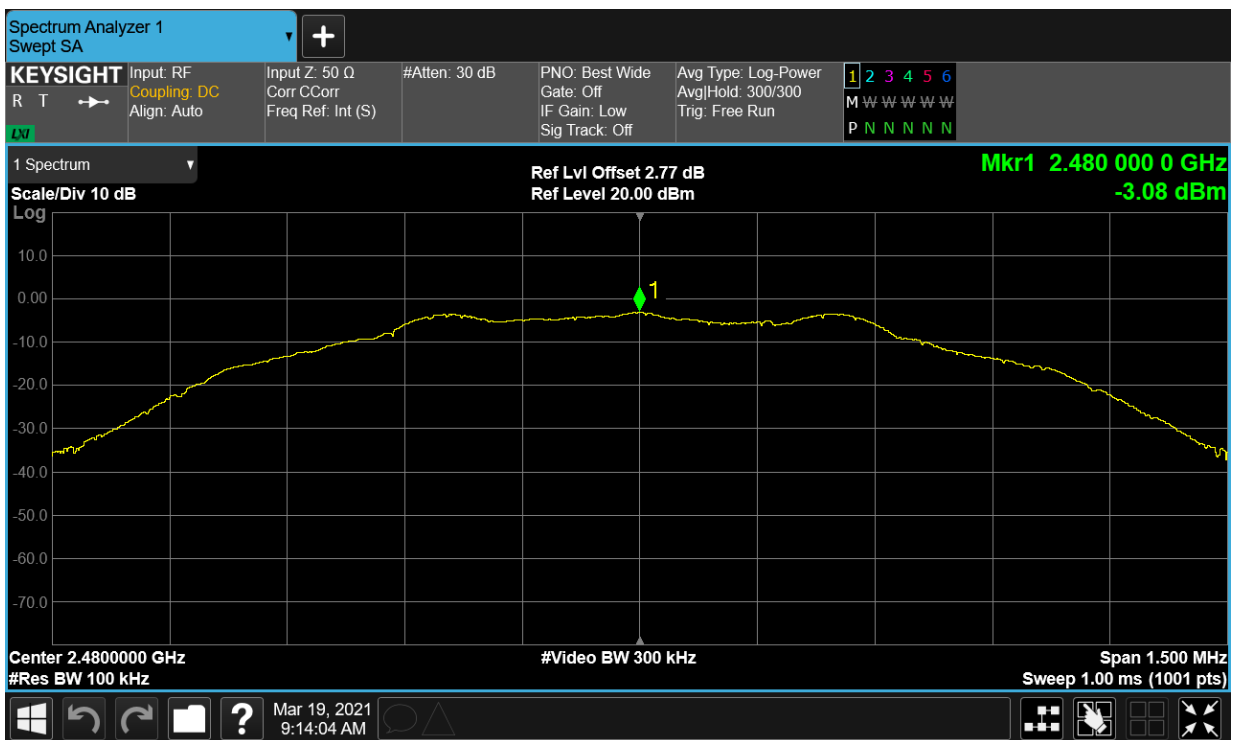 Spectrum Analyzer 1
Swept SA
+
KEYSIGHT
R T
LXI
Input: RF
Coupling: DC
Align: Auto
Input Z: 50 Ω
Corr CCorr
Freq Ref: Int (S)
#Atten: 30 dB
PNO: Best Wide
Gate: Off
IF Gain: Low
Sig Track: Off
Avg Type: Log-Power
Avg|Hold: 300/300
Trig: Free Run
1 2 3 4 5 6
M W W W W W
P N N N N N
1 Spectrum
Scale/Div 10 dB
Log
Ref Lvl Offset 2.77 dB
Ref Level 20.00 dBm
Mkr1 2.480 000 0 GHz
-3.08 dBm
10.0
0.00
-10.0
-20.0
-30.0
-40.0
-50.0
-60.0
-70.0
1
Center 2.4800000 GHz
#Res BW 100 kHz
#Video BW 300 kHz
Span 1.500 MHz
Sweep 1.00 ms (1001 pts)
?
Mar 19, 2021
9:14:04 AM